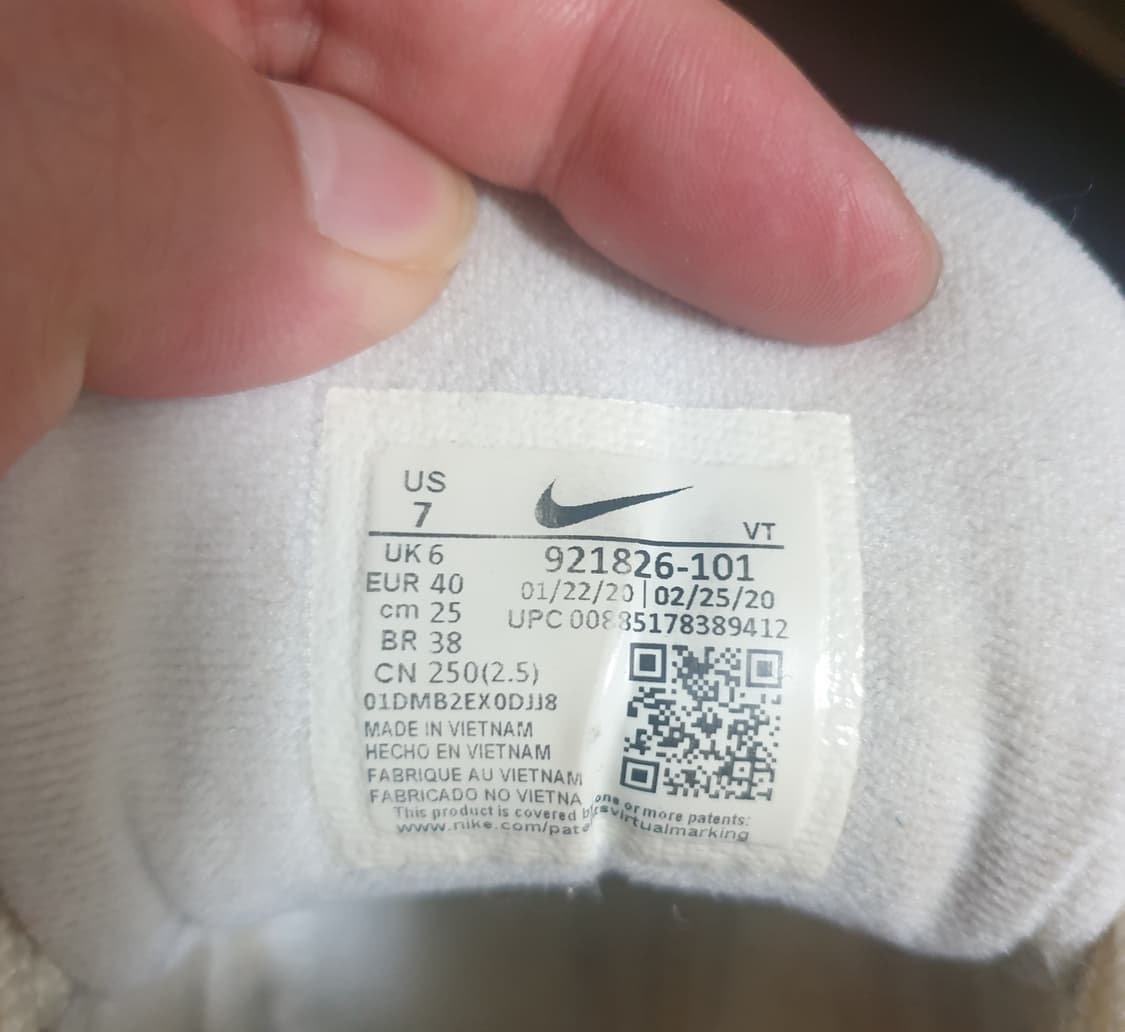 US
7
VT
UK 6
EUR 40
cm 25
BR 38
CN 250(2.5)
921826-101
01/22/20 | 02/25/20
UPC 00885178389412
01DMB2EX0DJJ8
MADE IN VIETNAM
HECHO EN VIETNAM
FABRIQUE AU VIETNAM
FABRICADO NO VIETNA
This product is covered b one or more patents:
www.nike.com/pate rsvirtualmarking